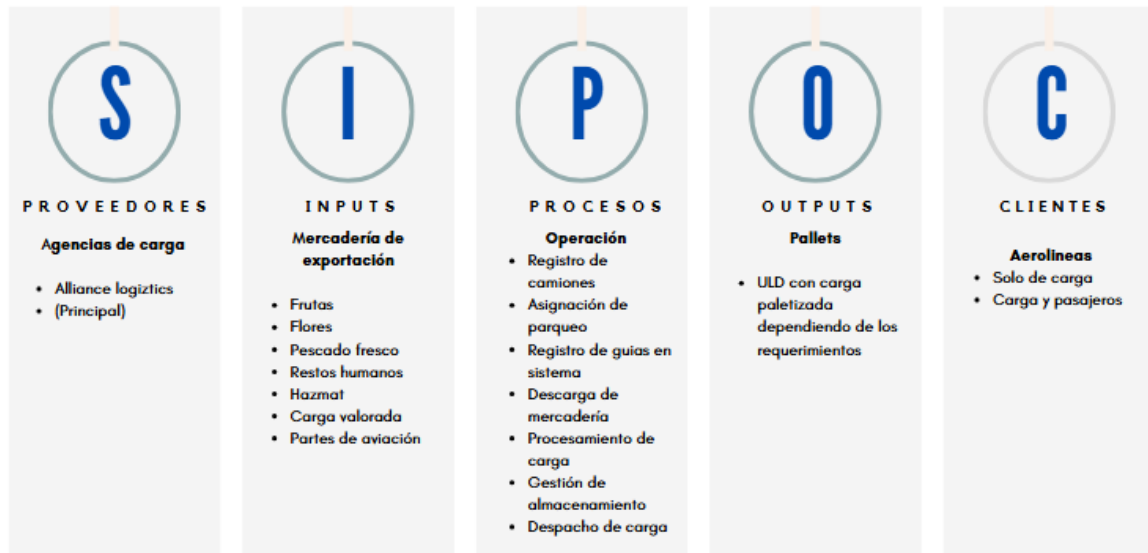 S
PROVEEDORES
Agencias de carga
• Alliance logiztics
• (Principal)
I
INPUTS
Mercadería de
exportación
• Frutas
• Flores
• Pescado fresco
• Restos humanos
• Hazmat
• Carga valorada
• Partes de aviación
P
PROCESOS
Operación
• Registro de
camiones
• Asignación de
parqueo
• Registro de guias en
sistema
• Descarga de
mercadería
• Procesamiento de
carga
• Gestión de
almacenamiento
• Despacho de carga
O
OUTPUTS
Pallets
• ULD con carga
paletizada
dependiendo de los
requerimientos
C
CLIENTES
Aerolineas
• Solo de carga
• Carga y pasajeros